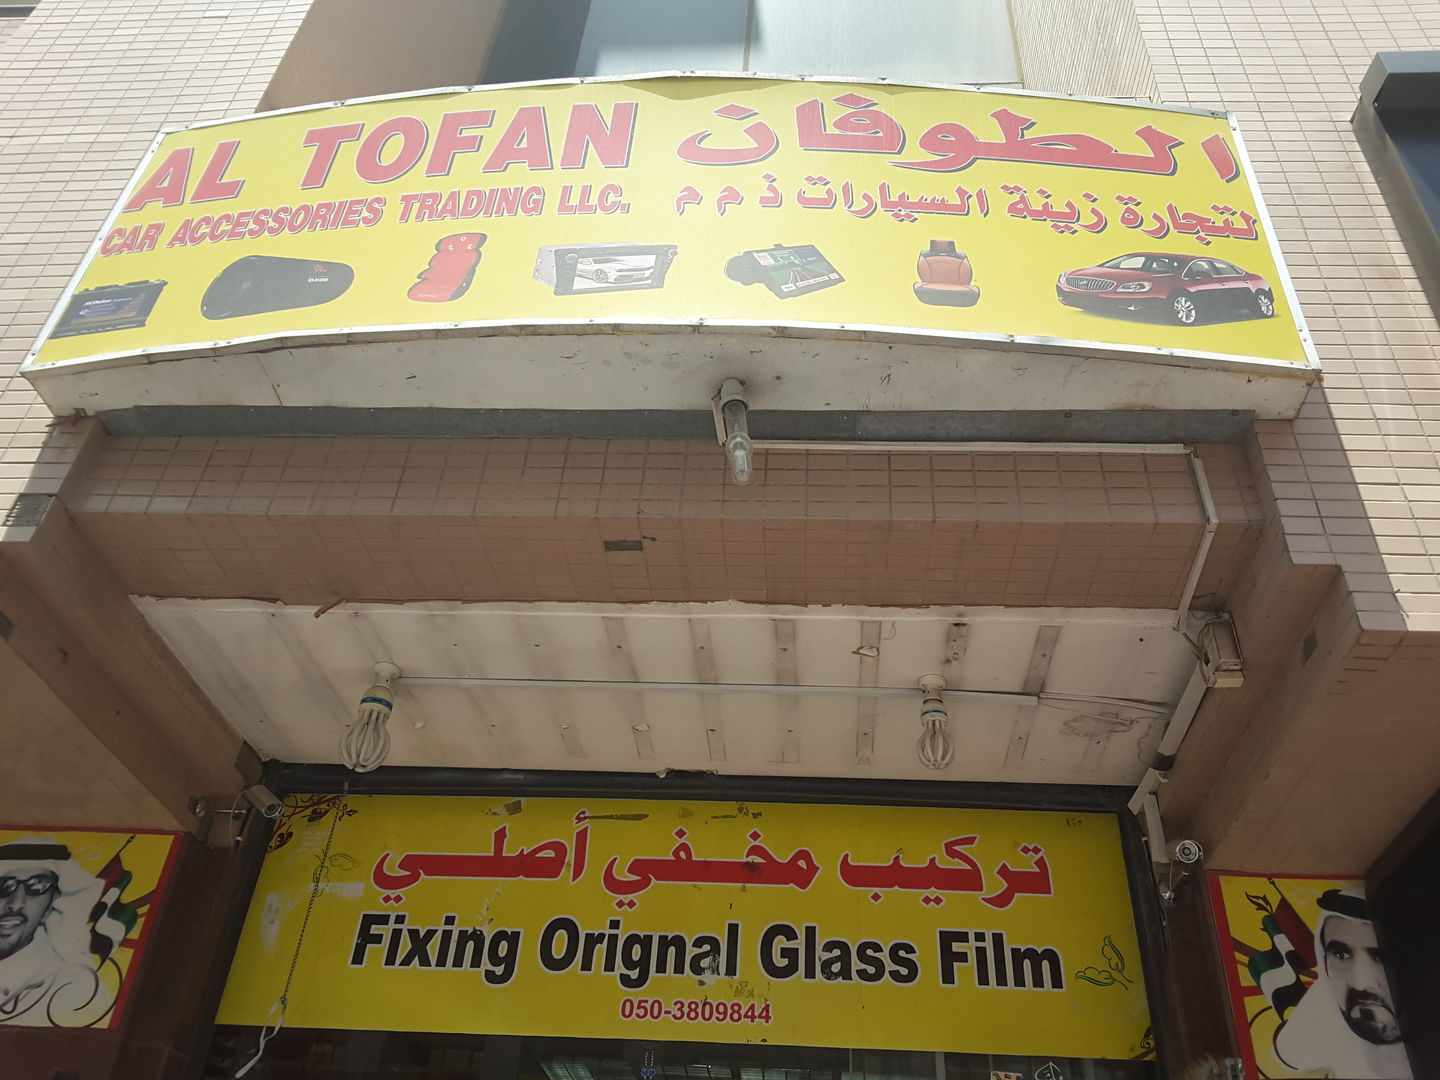 AL TOFAN الطوفان
CAR ACCESSORIES TRADING LLC. لتجارة زينة السيارات ذ م م
تركيب مخفي أصلي
Fixing Orignal Glass Film
050-3809844